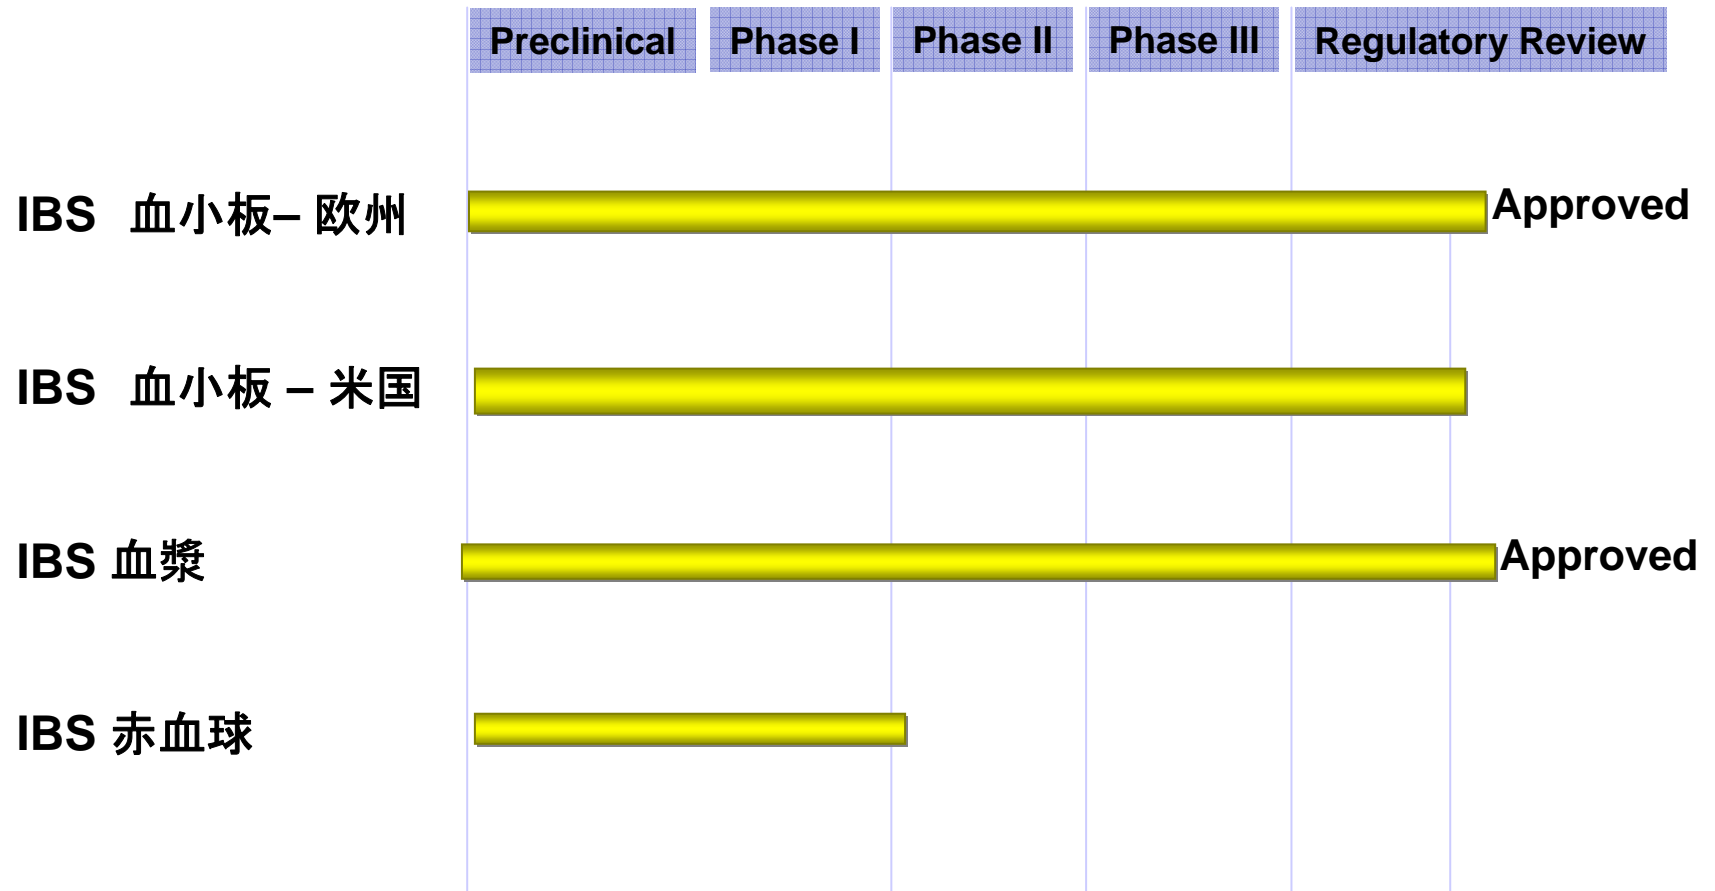 Preclinical Phase I Phase II Phase III Regulatory Review
IBS 血小板– 欧州 Approved
IBS 血小板 – 米国
IBS 血漿 Approved
IBS 赤血球